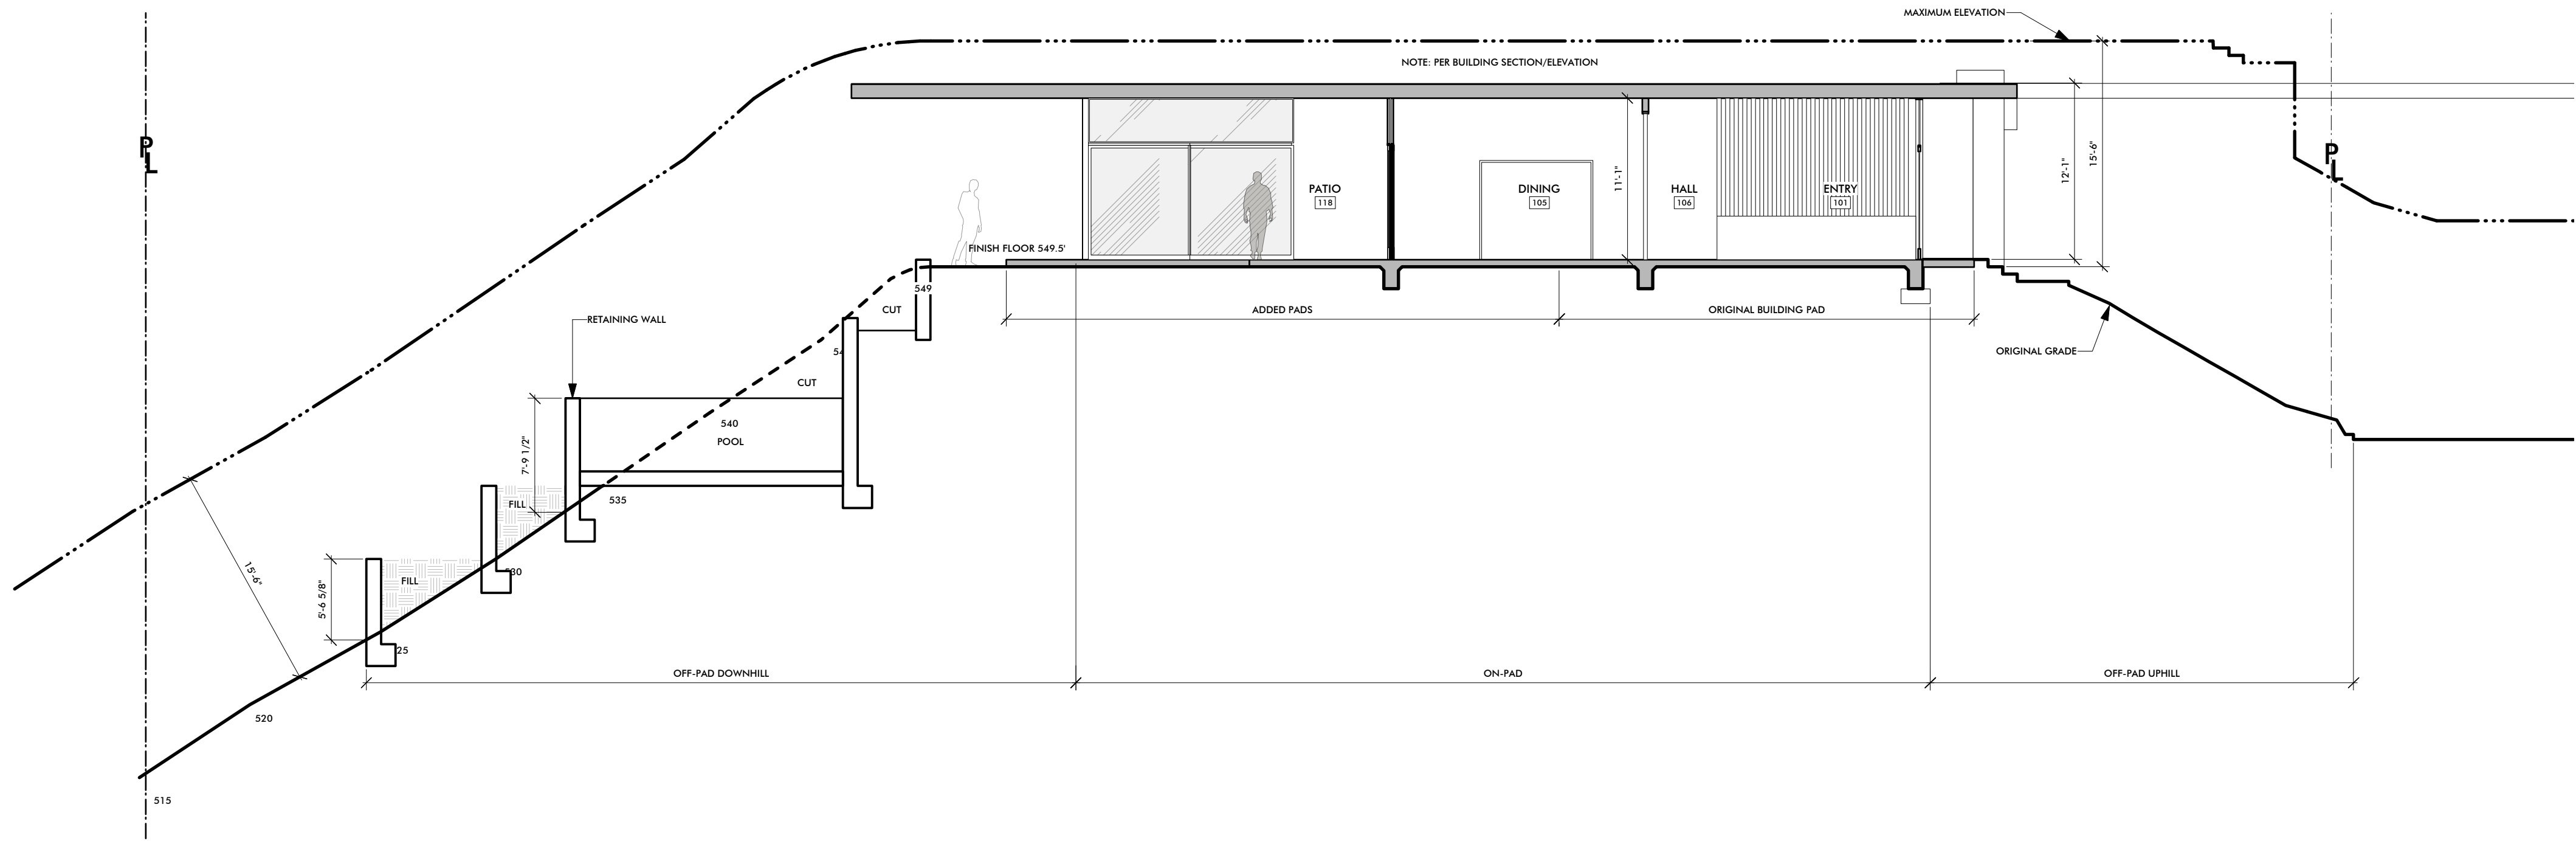 MAXIMUM ELEVATION
NOTE: PER BUILDING SECTION/ELEVATION
PL
PL
15'-6"
12'-1"
11'-1"
PATIO
118
DINING
105
HALL
106
ENTRY
101
FINISH FLOOR 549.5'
549
CUT
ADDED PADS
ORIGINAL BUILDING PAD
RETAINING WALL
ORIGINAL GRADE
CUT
540
POOL
7'-9 1/2"
535
FILL
530
15'-6"
5'-6 5/8"
FILL
25
OFF-PAD DOWNHILL
ON-PAD
OFF-PAD UPHILL
520
515